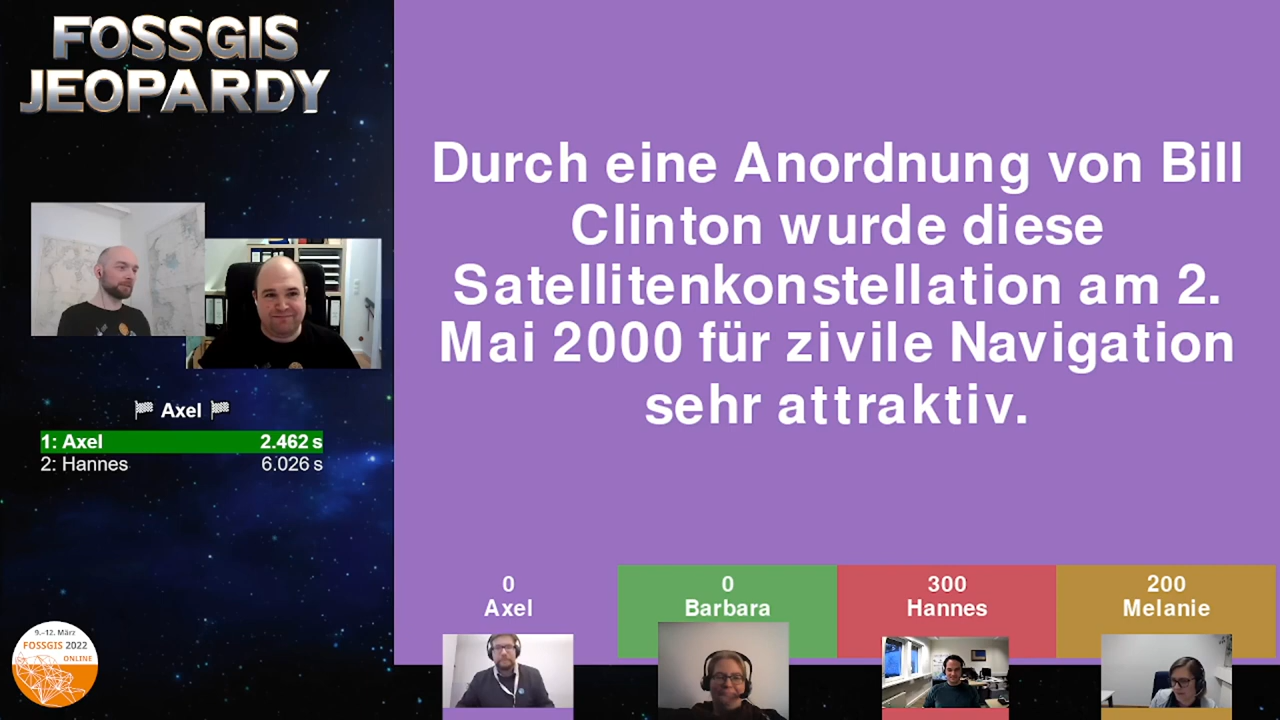 FOSSGIS
JEOPARDY
Durch eine Anordnung von Bill
Clinton wurde diese
Satellitenkonstellation am 2.
Mai 2000 für zivile Navigation
sehr attraktiv.
Axel
1: Axel 2.462 s
2: Hannes 6.026 s
0
Axel
0
Barbara
300
Hannes
200
Melanie
9.–12. März
FOSSGIS 2022
ONLINE